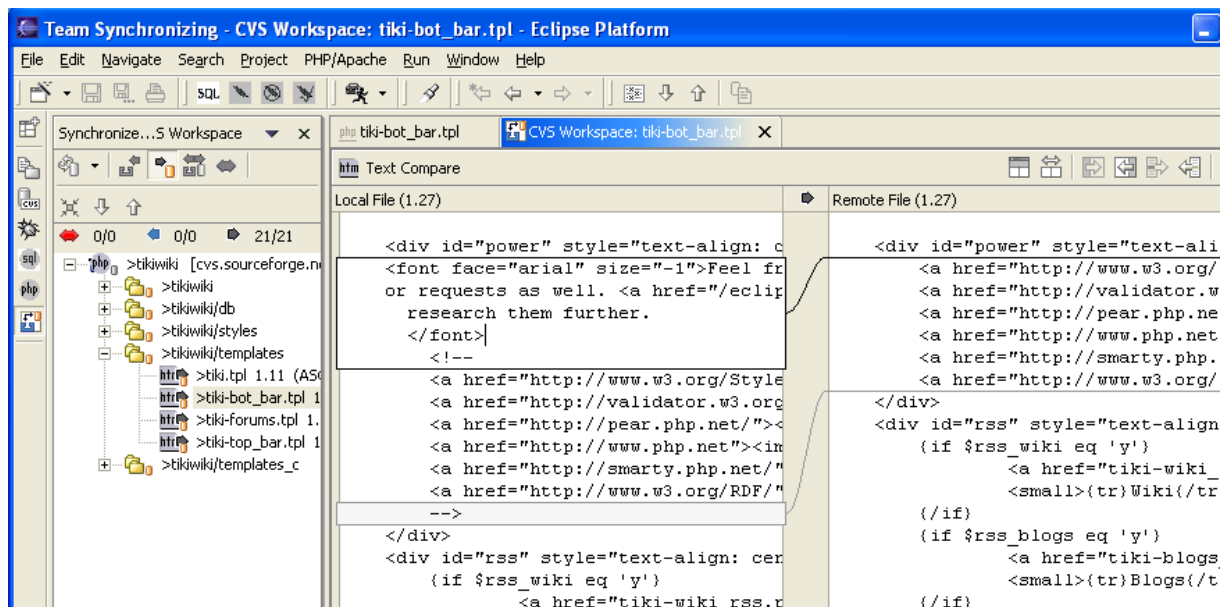 Team Synchronizing - CVS Workspace: tiki-bot_bar.tpl - Eclipse Platform
File Edit Navigate Search Project PHP/Apache Run Window Help
SQL
Synchronize...S Workspace
php tiki-bot_bar.tpl
CVS Workspace: tiki-bot_bar.tpl
htm Text Compare
cvs
sql
php
0/0 0/0 21/21
php >tikiwiki [cvs.sourceforge.ne
>tikiwiki
>tikiwiki/db
>tikiwiki/styles
>tikiwiki/templates
>tiki.tpl 1.11 (ASC
>tiki-bot_bar.tpl 1
>tiki-forums.tpl 1.
>tiki-top_bar.tpl 1
>tikiwiki/templates_c
Local File (1.27)
<div id="power" style="text-align: c
<font face="arial" size="-1">Feel fr
or requests as well. <a href="/eclip
research them further.
</font>
<!--
<a href="http://www.w3.org/Style
<a href="http://validator.w3.org
<a href="http://pear.php.net/"><
<a href="http://www.php.net"><im
<a href="http://smarty.php.net/"
<a href="http://www.w3.org/RDF/"
-->
</div>
<div id="rss" style="text-align: cen
{if $rss_wiki eq 'y'}
<a href="tiki-wiki_rss.p
Remote File (1.27)
<div id="power" style="text-ali
<a href="http://www.w3.org/
<a href="http://validator.w
<a href="http://pear.php.ne
<a href="http://www.php.net
<a href="http://smarty.php.
<a href="http://www.w3.org/
</div>
<div id="rss" style="text-align
{if $rss_wiki eq 'y'}
<a href="tiki-wiki_
<small>{tr}Wiki{/tr
{/if}
{if $rss_blogs eq 'y'}
<a href="tiki-blogs_
<small>{tr}Blogs{/t
{/if}